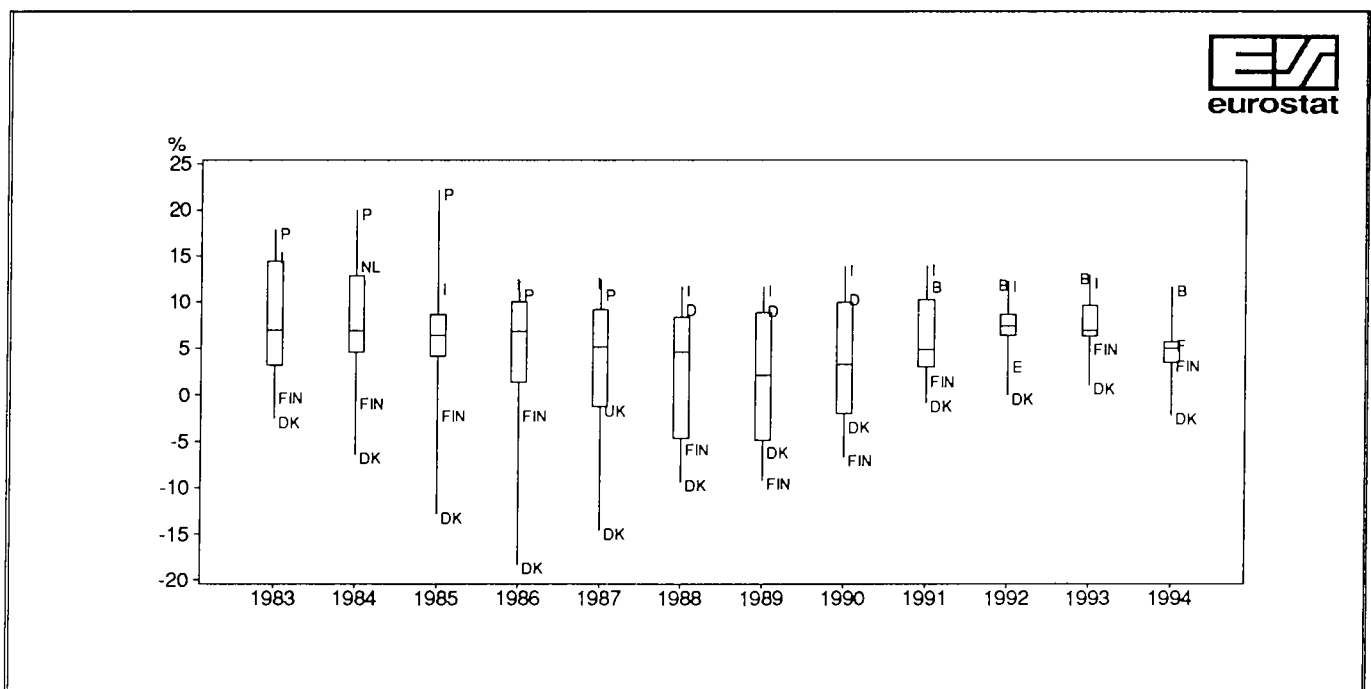 eurostat
%
25
20
15
10
5
0
-5
-10
-15
-20
P
I
FIN
DK
P
NL
FIN
DK
P
I
FIN
DK
I
P
FIN
DK
I
P
UK
DK
I
D
FIN
DK
I
D
DK
FIN
I
D
DK
FIN
I
B
FIN
DK
B I
E
DK
B I
FIN
DK
B
F
FIN
DK
1983 1984 1985 1986 1987 1988 1989 1990 1991 1992 1993 1994